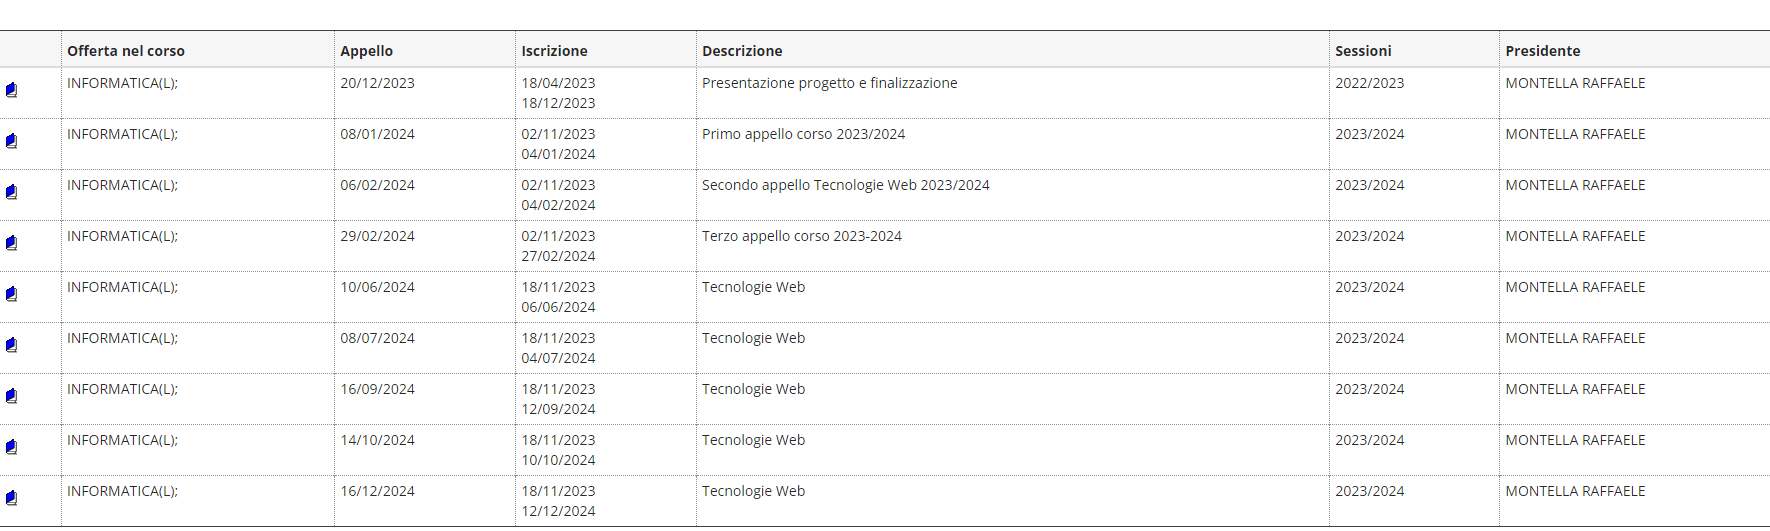 Offerta nel corso Appello Iscrizione Descrizione Sessioni Presidente
INFORMATICA(L); 20/12/2023 18/04/2023 Presentazione progetto e finalizzazione 2022/2023 MONTELLA RAFFAELE
18/12/2023
INFORMATICA(L); 08/01/2024 02/11/2023 Primo appello corso 2023/2024 2023/2024 MONTELLA RAFFAELE
04/01/2024
INFORMATICA(L); 06/02/2024 02/11/2023 Secondo appello Tecnologie Web 2023/2024 2023/2024 MONTELLA RAFFAELE
04/02/2024
INFORMATICA(L); 29/02/2024 02/11/2023 Terzo appello corso 2023-2024 2023/2024 MONTELLA RAFFAELE
27/02/2024
INFORMATICA(L); 10/06/2024 18/11/2023 Tecnologie Web 2023/2024 MONTELLA RAFFAELE
06/06/2024
INFORMATICA(L); 08/07/2024 18/11/2023 Tecnologie Web 2023/2024 MONTELLA RAFFAELE
04/07/2024
INFORMATICA(L); 16/09/2024 18/11/2023 Tecnologie Web 2023/2024 MONTELLA RAFFAELE
12/09/2024
INFORMATICA(L); 14/10/2024 18/11/2023 Tecnologie Web 2023/2024 MONTELLA RAFFAELE
10/10/2024
INFORMATICA(L); 16/12/2024 18/11/2023 Tecnologie Web 2023/2024 MONTELLA RAFFAELE
12/12/2024